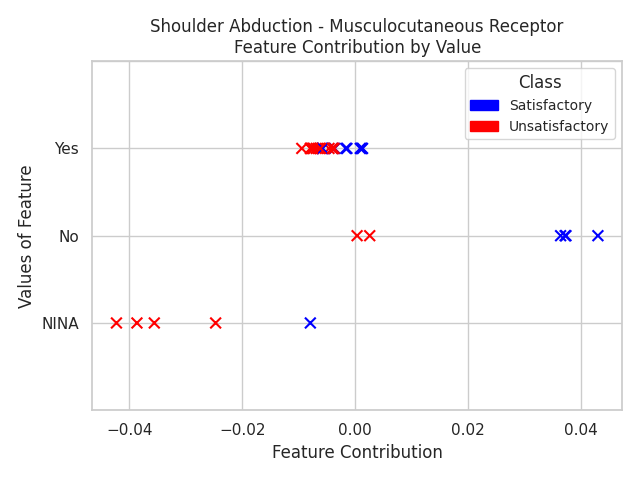 Shoulder Abduction - Musculocutaneous Receptor
Feature Contribution by Value
Class
Satisfactory
Unsatisfactory
Values of Feature
Yes
No
NINA
−0.04
−0.02
0.00
0.02
0.04
Feature Contribution